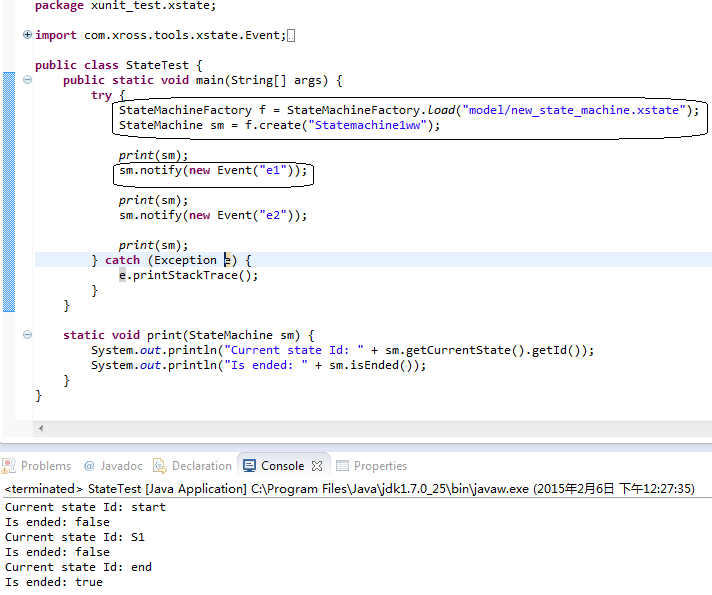 package xunit_test.xstate;
import com.xross.tools.xstate.Event;
public class StateTest {
public static void main(String[] args) {
try {
StateMachineFactory f = StateMachineFactory.load("model/new_state_machine.xstate");
StateMachine sm = f.create("Statemachine1ww");
print(sm);
sm.notify(new Event("e1"));
print(sm);
sm.notify(new Event("e2"));
print(sm);
} catch (Exception e) {
e.printStackTrace();
}
}
static void print(StateMachine sm) {
System.out.println("Current state Id: " + sm.getCurrentState().getId());
System.out.println("Is ended: " + sm.isEnded());
}
}
Problems @ Javadoc Declaration Console Properties
<terminated> StateTest [Java Application] C:\Program Files\Java\jdk1.7.0_25\bin\javaw.exe (2015年2月6日 下午12:27:35)
Current state Id: start
Is ended: false
Current state Id: S1
Is ended: false
Current state Id: end
Is ended: true